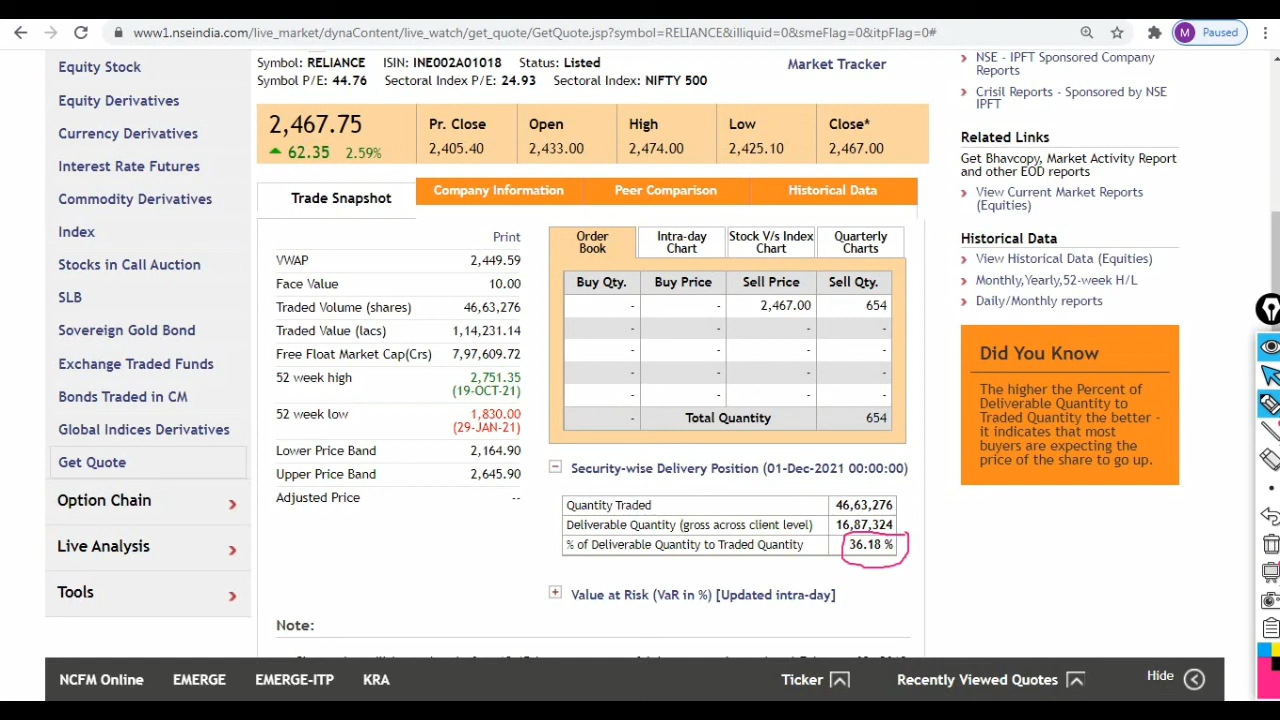 www1.nseindia.com/live_market/dynaContent/live_watch/get_quote/GetQuote.jsp?symbol=RELIANCE&illiquid=0&smeFlag=0&itpFlag=0#
M Paused
Equity Stock
Equity Derivatives
Currency Derivatives
Interest Rate Futures
Commodity Derivatives
Index
Stocks in Call Auction
SLB
Sovereign Gold Bond
Exchange Traded Funds
Bonds Traded in CM
Global Indices Derivatives
Get Quote
Option Chain
Live Analysis
Tools
Symbol: RELIANCE ISIN: INE002A01018 Status: Listed
Symbol P/E: 44.76 Sectoral Index P/E: 24.93 Sectoral Index: NIFTY 500
Market Tracker
2,467.75
62.35 2.59%
Pr. Close Open High Low Close*
2,405.40 2,433.00 2,474.00 2,425.10 2,467.00
Trade Snapshot Company Information Peer Comparison Historical Data
Print
VWAP 2,449.59
Face Value 10.00
Traded Volume (shares) 46,63,276
Traded Value (lacs) 1,14,231.14
Free Float Market Cap(Crs) 7,97,609.72
52 week high 2,751.35
(19-OCT-21)
52 week low 1,830.00
(29-JAN-21)
Lower Price Band 2,164.90
Upper Price Band 2,645.90
Adjusted Price --
Order Book
Intra-day Chart
Stock V/s Index Chart
Quarterly Charts
Buy Qty. Buy Price Sell Price Sell Qty.
- - 2,467.00 654
- - - -
- - - -
- - - -
- - - -
- Total Quantity 654
Security-wise Delivery Position (01-Dec-2021 00:00:00)
Quantity Traded 46,63,276
Deliverable Quantity (gross across client level) 16,87,324
% of Deliverable Quantity to Traded Quantity 36.18 %
Value at Risk (VaR in %) [Updated intra-day]
Note:
NSE - IPFT Sponsored Company
Reports
Crisil Reports - Sponsored by NSE
IPFT
Related Links
Get Bhavcopy, Market Activity Report
and other EOD reports
View Current Market Reports
(Equities)
Historical Data
View Historical Data (Equities)
Monthly,Yearly,52-week H/L
Daily/Monthly reports
Did You Know
The higher the Percent of
Deliverable Quantity to
Traded Quantity the better -
it indicates that most
buyers are expecting the
price of the share to go up.
NCFM Online EMERGE EMERGE-ITP KRA Ticker Recently Viewed Quotes Hide